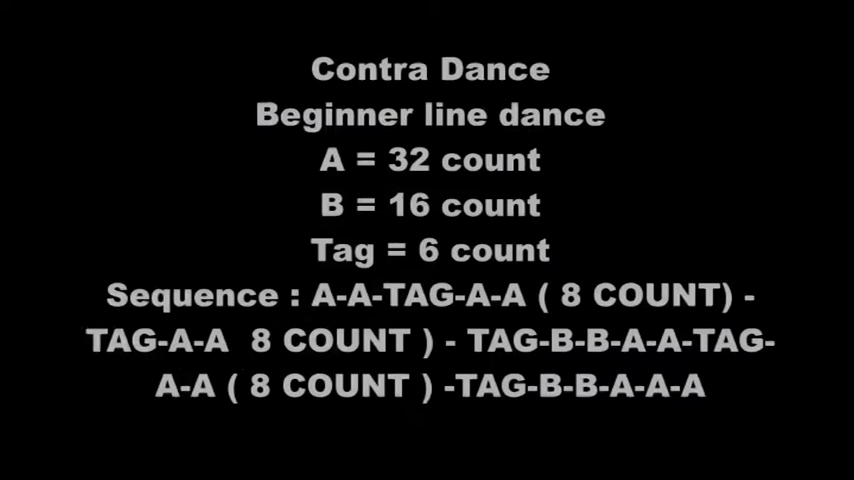 Contra Dance
Beginner line dance
A = 32 count
B = 16 count
Tag = 6 count
Sequence : A-A-TAG-A-A ( 8 COUNT) -
TAG-A-A 8 COUNT ) - TAG-B-B-A-A-TAG-
A-A ( 8 COUNT ) -TAG-B-B-A-A-A